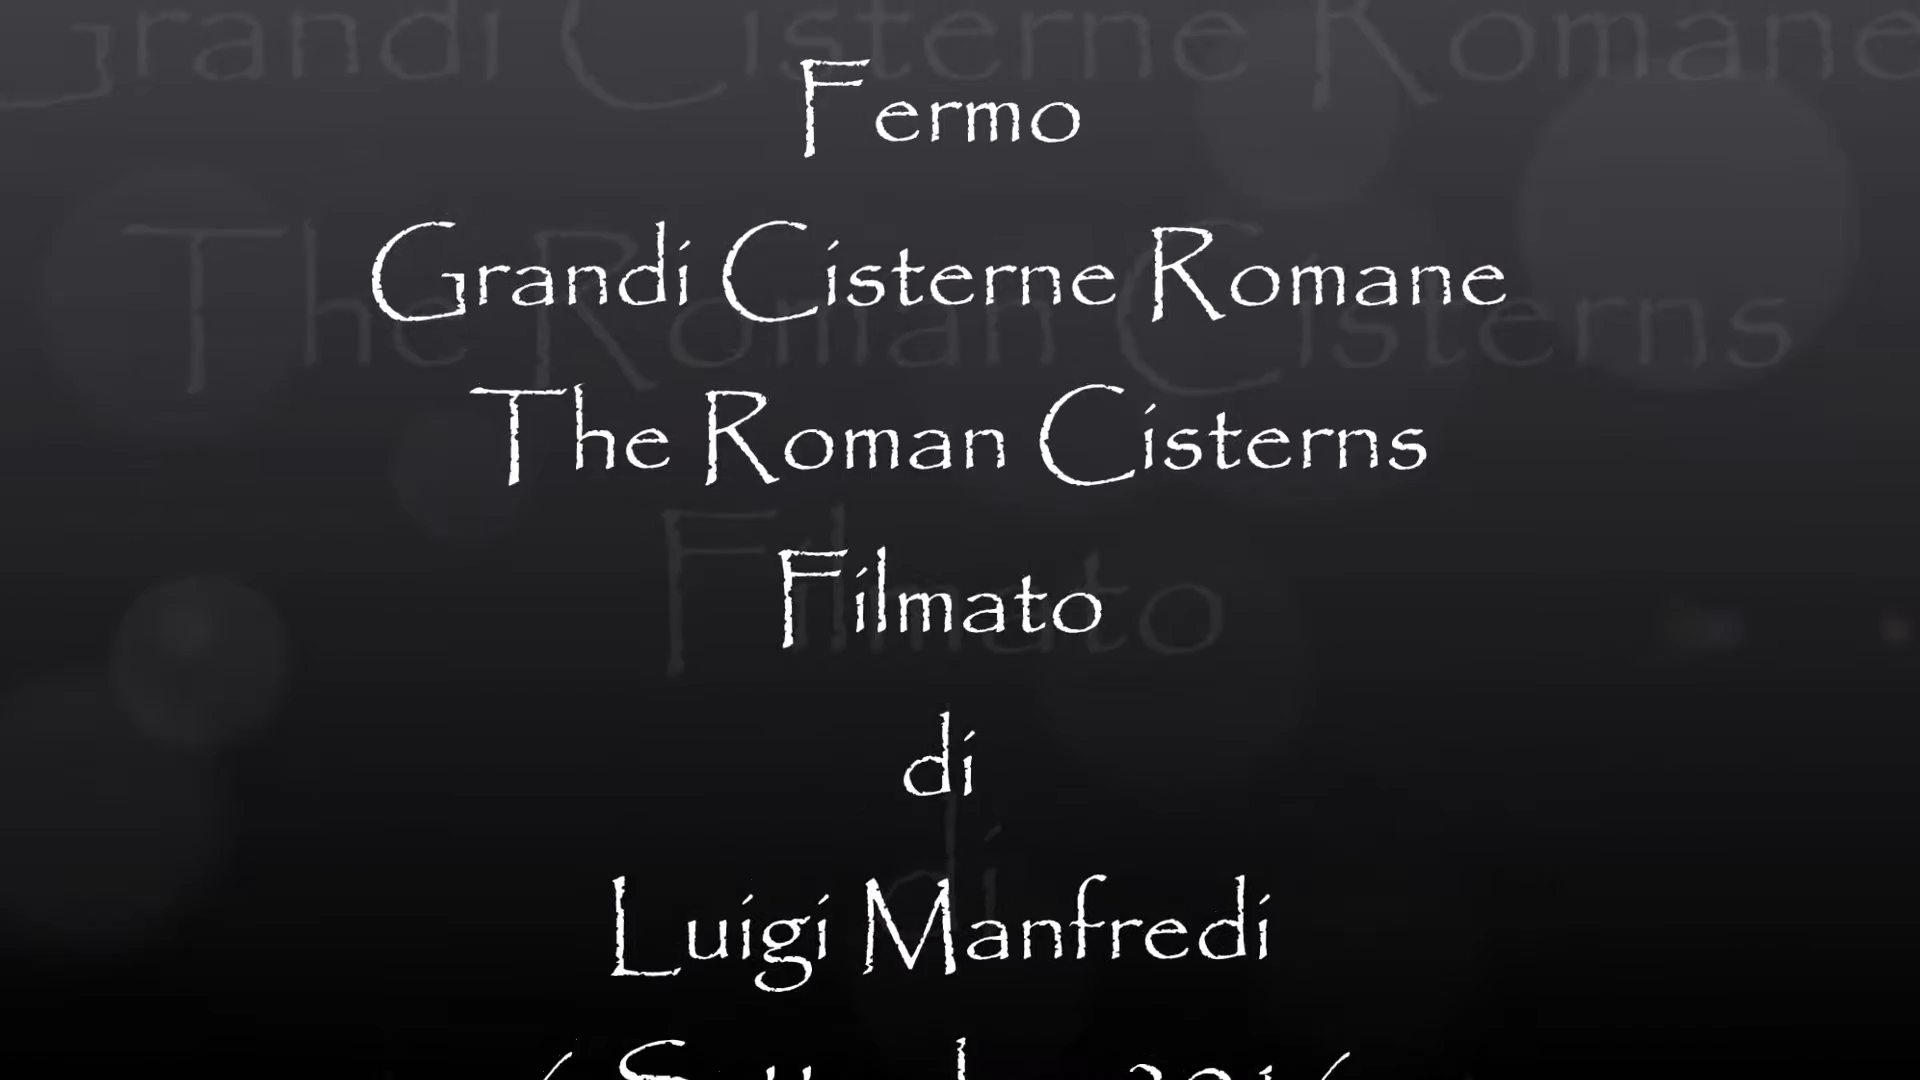 Fermo
Grandi Cisterne Romane
The Roman Cisterns
Filmato
di
Luigi Manfredi